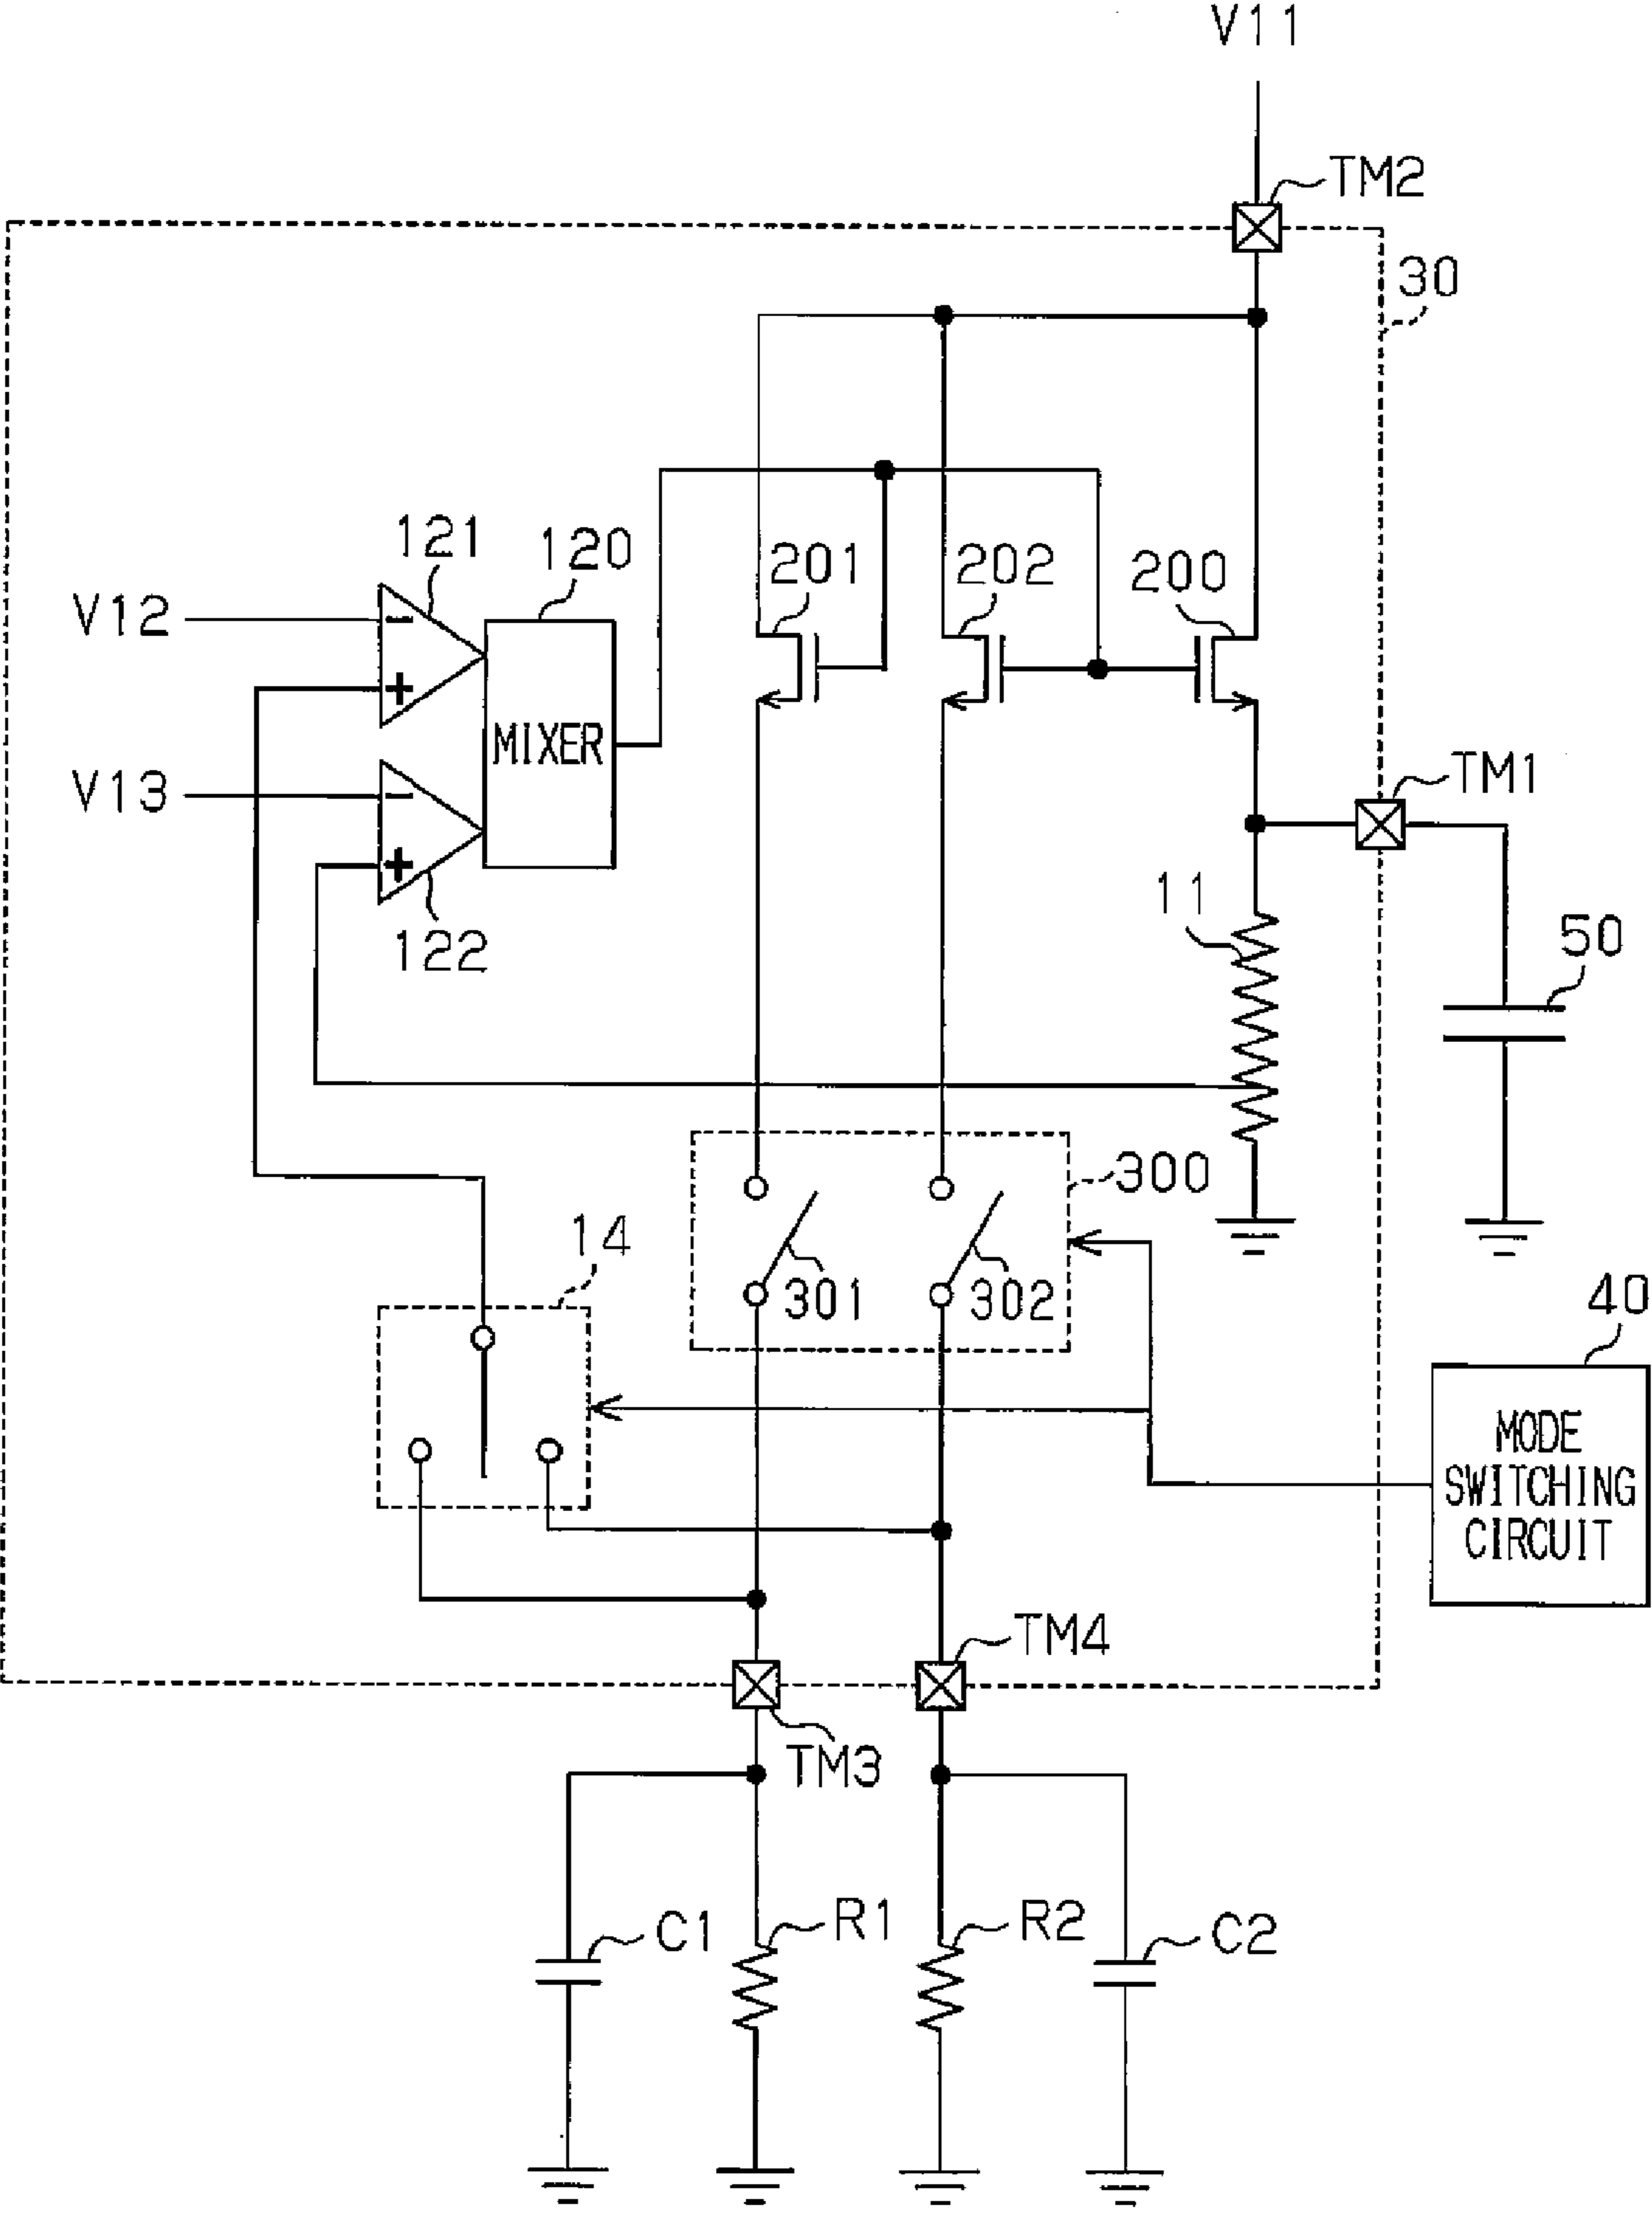 V11
TM2
30
121
120
201
202
200
V12
-
+
MIXER
V13
-
+
TM1
122
11
50
300
14
301
302
40
MODE
SWITCHING
CIRCUIT
TM4
TM3
C1
R1
R2
C2